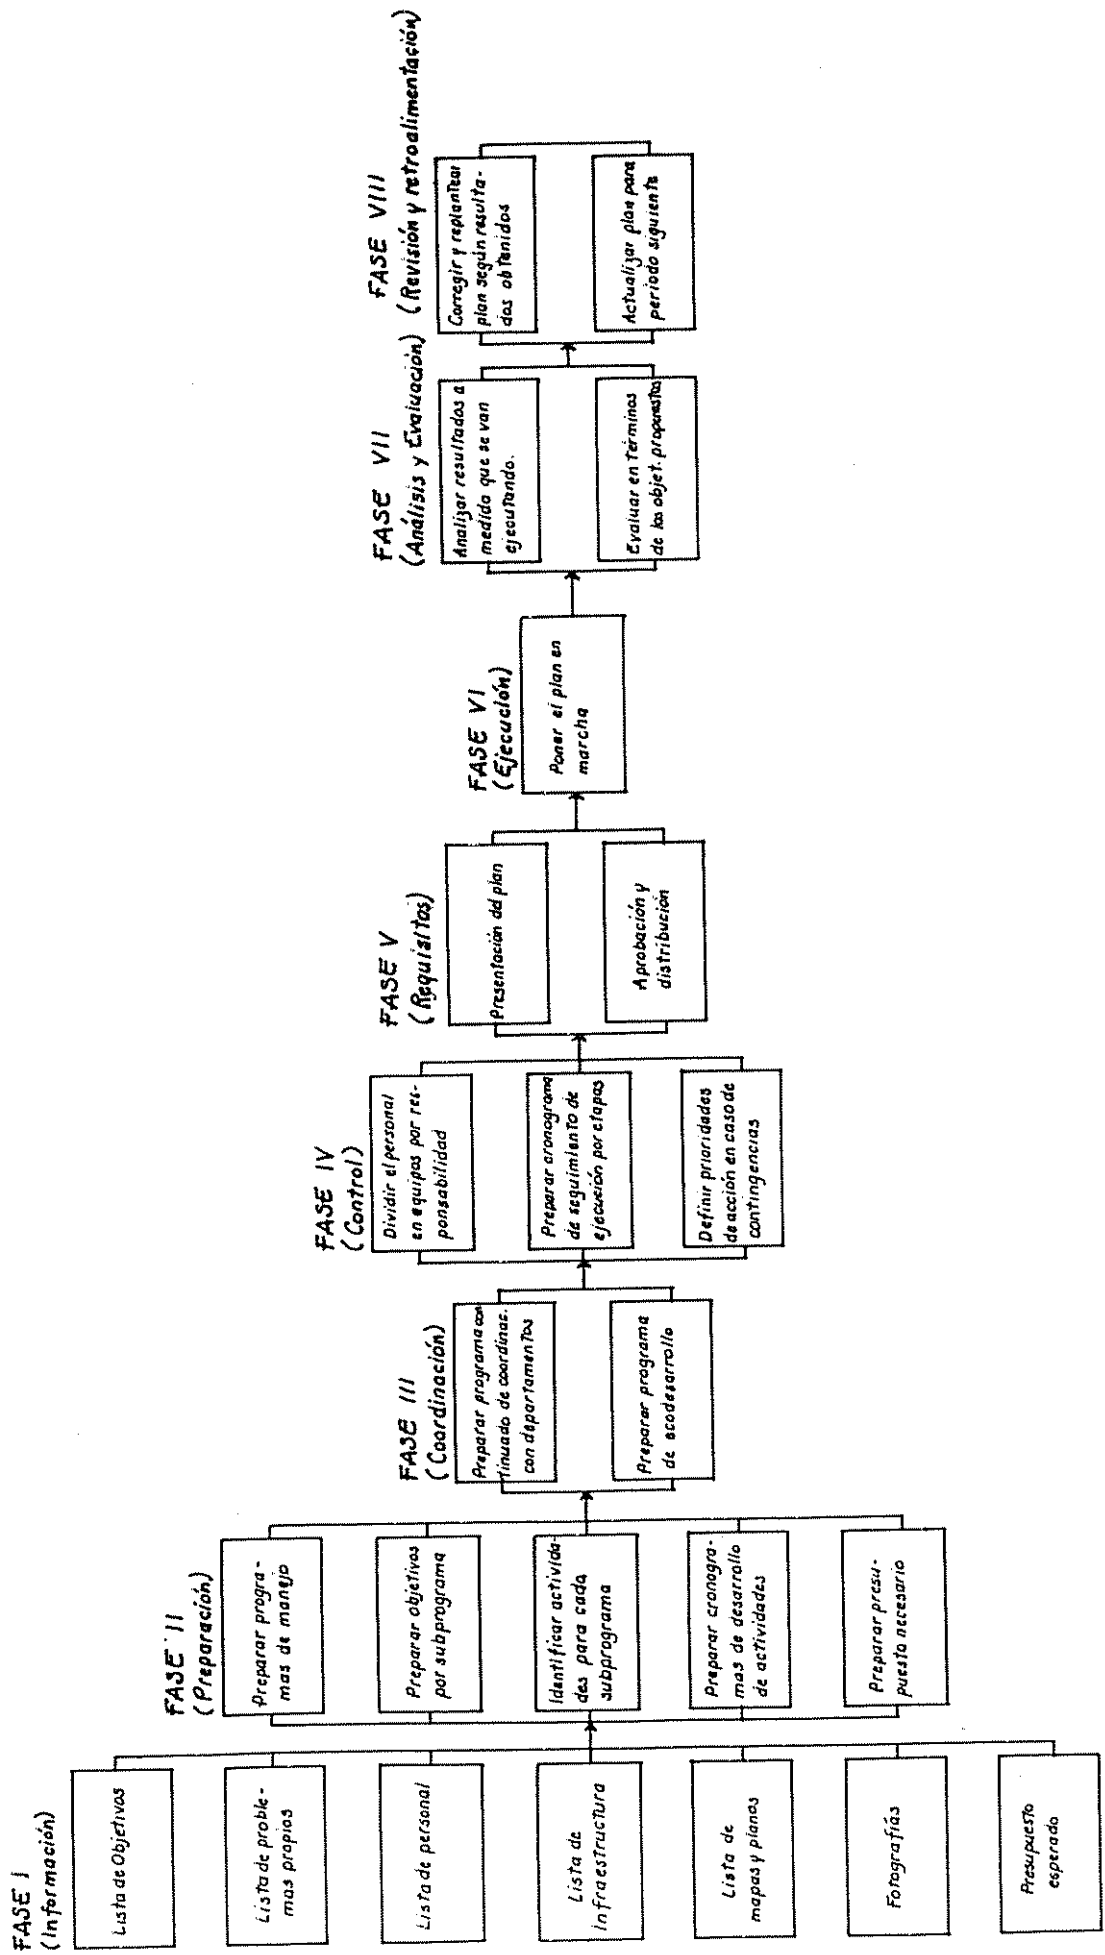 FASE I
(Información)
Lista de Objetivos
Lista de proble-
mas propios
Lista de personal
Lista de
Infraestructura
Lista de
mapas y planos
Fotografías
Presupuesto
esperado
FASE II
(Preparación)
Preparar progra-
mas de manejo
Preparar objetivos
por subprograma
Identificar activida-
des para cada
subprograma
Preparar cronogra-
mas de desarrollo
de actividades
Preparar presu-
puesto necesario
FASE III
(Coordinación)
Preparar programa con
tinuado de coordinac.
con departamentos
Preparar programa
de ecodesarrollo
FASE IV
(Control)
Dividir el personal
en equipos por res-
ponsabilidad
Preparar cronograma
de seguimiento de
ejecución por etapas
Definir prioridades
de acción en caso de
contingencias
FASE V
(Requisitos)
Presentación del plan
Aprobación y
distribución
FASE VI
(Ejecución)
Poner el plan en
marcha
FASE VII
(Análisis y Evaluación)
Analizar resultados a
medida que se van
ejecutando.
Evaluar en términos
de los objet. propuestos
FASE VIII
(Revisión y retroalimentación)
Corregir y replantear
plan según resulta-
dos obtenidos
Actualizar plan para
periodo siguiente